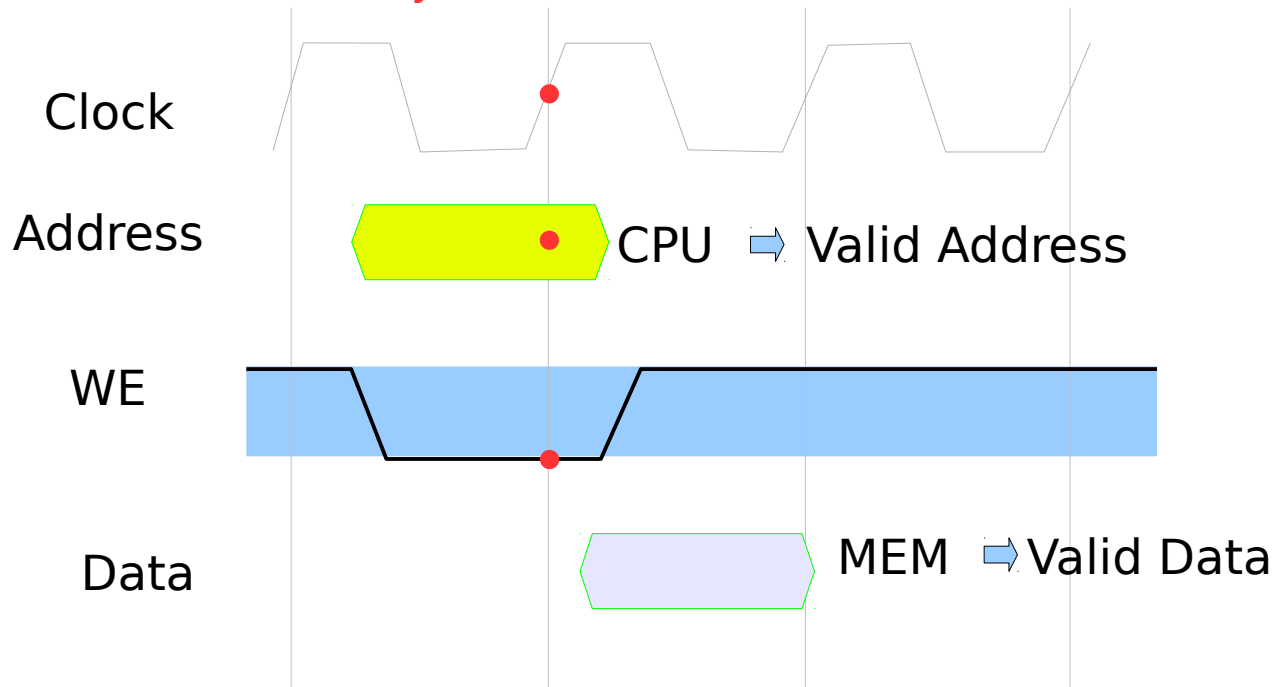 Clock
Address
CPU Valid Address
WE
Data
MEM Valid Data